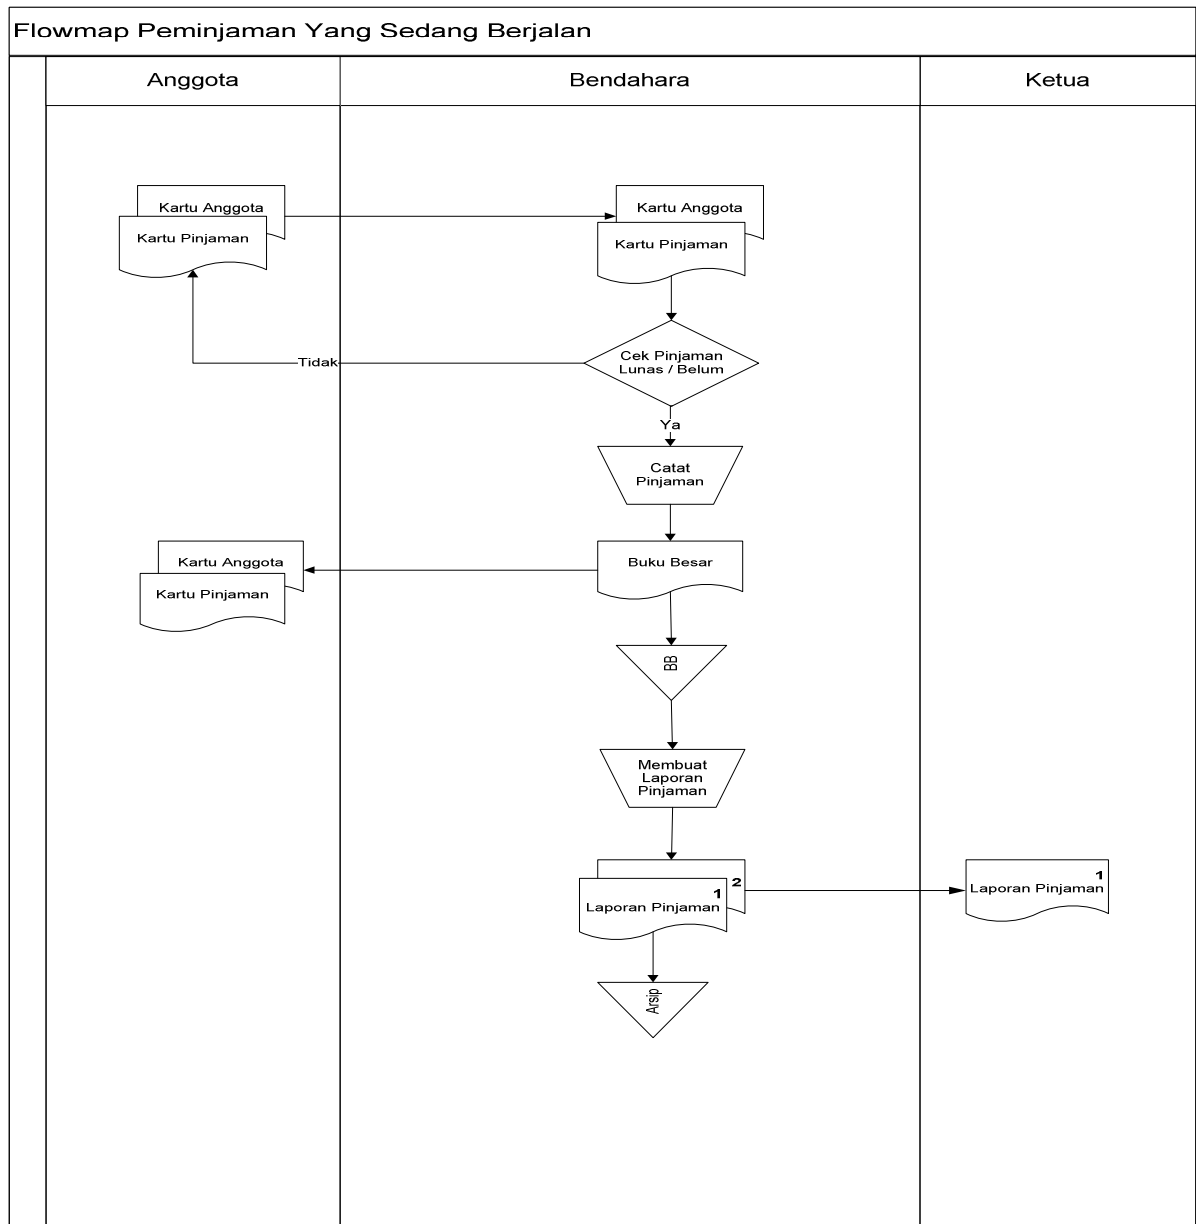 Flowmap Peminjaman Yang Sedang Berjalan
Anggota
Bendahara
Ketua
Kartu Anggota
Kartu Pinjaman
Kartu Anggota
Kartu Pinjaman
Cek Pinjaman
Lunas / Belum
Tidak
Ya
Catat
Pinjaman
Kartu Anggota
Kartu Pinjaman
Buku Besar
BB
Membuat
Laporan
Pinjaman
2
1
Laporan Pinjaman
1
Laporan Pinjaman
Arsip